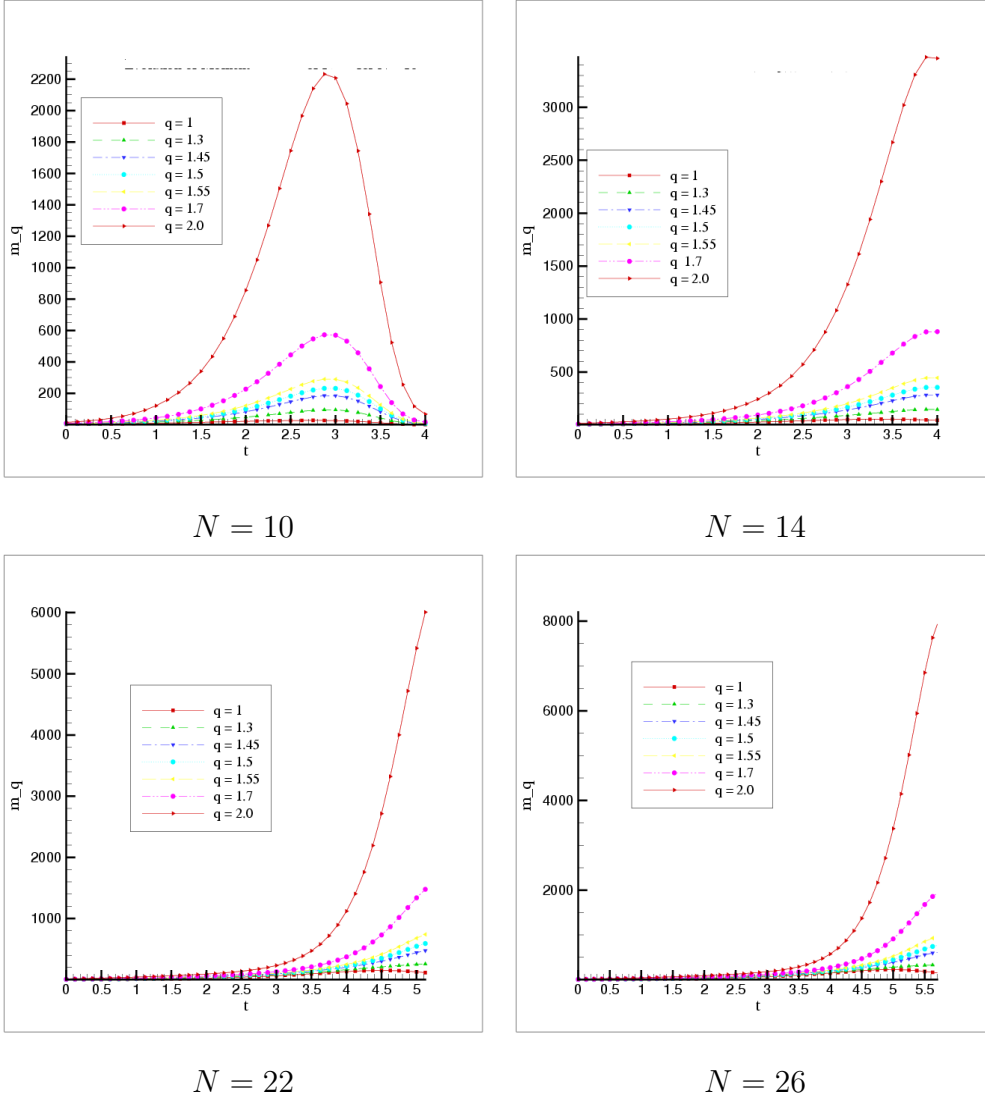 2200
2000
1800
1600
1400
1200
1000
800
600
400
200
m_q
q = 1
q = 1.3
q = 1.45
q = 1.5
q = 1.55
q = 1.7
q = 2.0
0 0.5 1 1.5 2 2.5 3 3.5 4
t
N = 10
3000
2500
2000
1500
1000
500
m_q
q = 1
q = 1.3
q = 1.45
q = 1.5
q = 1.55
q 1.7
q = 2.0
0 0.5 1 1.5 2 2.5 3 3.5 4
t
N = 14
6000
5000
4000
3000
2000
1000
m_q
q = 1
q = 1.3
q = 1.45
q = 1.5
q = 1.55
q = 1.7
q = 2.0
0 0.5 1 1.5 2 2.5 3 3.5 4 4.5 5
t
N = 22
8000
6000
4000
2000
m_q
q = 1
q = 1.3
q = 1.45
q = 1.5
q = 1.55
q = 1.7
q = 2.0
0 0.5 1 1.5 2 2.5 3 3.5 4 4.5 5 5.5
t
N = 26